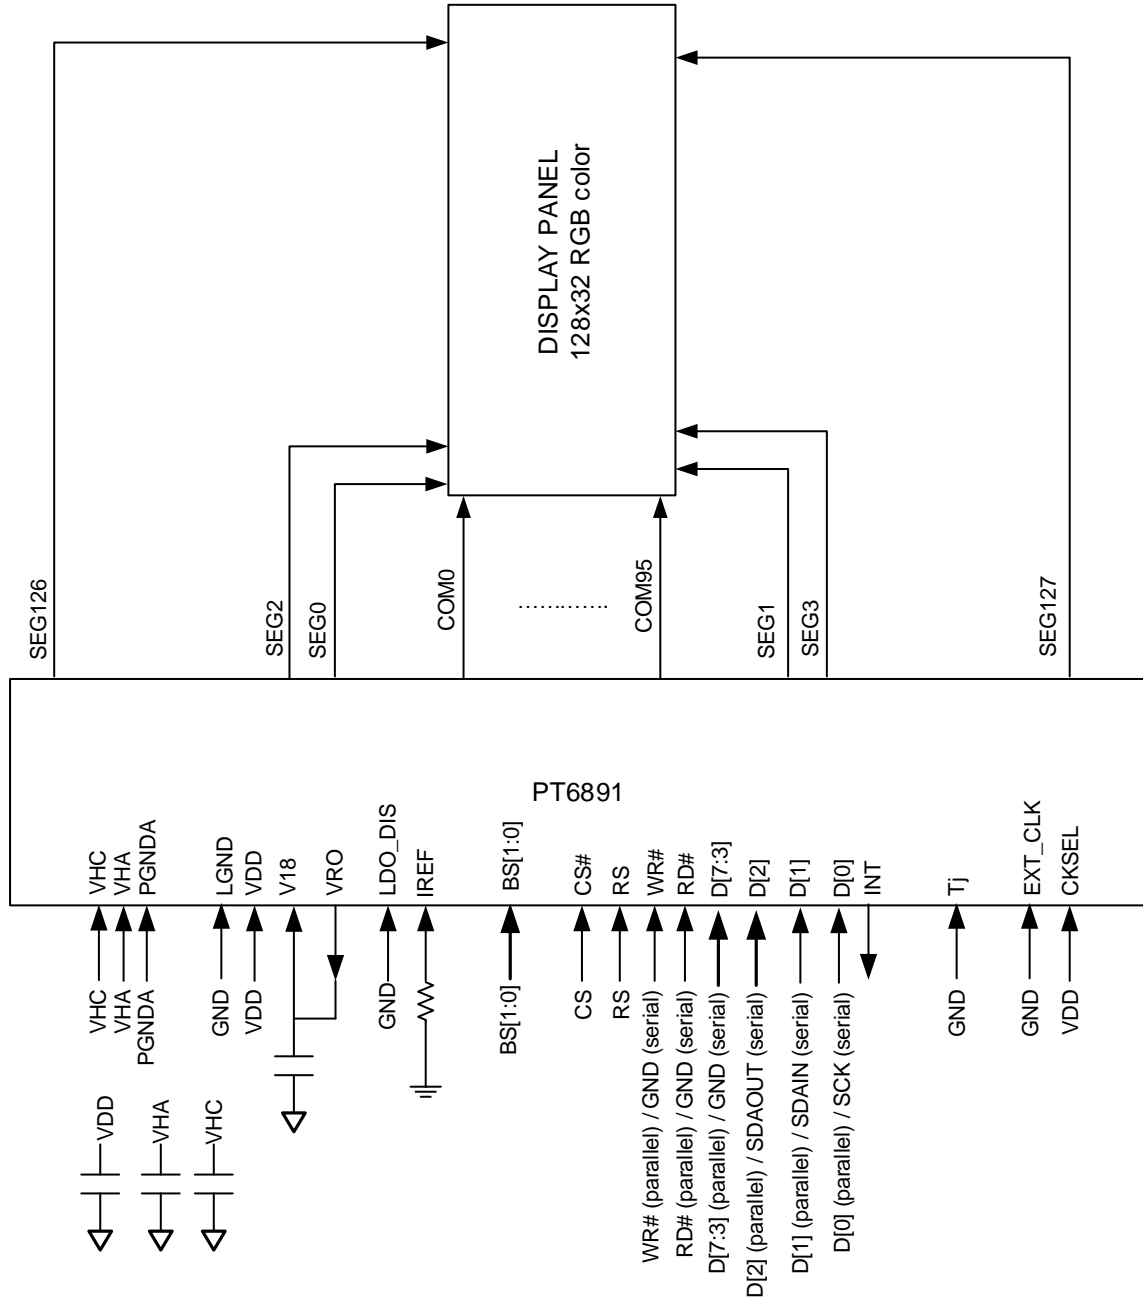 DISPLAY PANEL
128x32 RGB color
SEG126
SEG2
SEG0
COM0
.............
COM95
SEG1
SEG3
SEG127
PT6891
VHC
VHA
PGNDA
LGND
VDD
V18
VRO
LDO_DIS
IREF
BS[1:0]
CS#
RS
WR#
RD#
D[7:3]
D[2]
D[1]
D[0]
INT
Tj
EXT_CLK
CKSEL
VHC
VHA
PGNDA
GND
VDD
GND
BS[1:0]
CS
RS
WR# (parallel) / GND (serial)
RD# (parallel) / GND (serial)
D[7:3] (parallel) / GND (serial)
D[2] (parallel) / SDAOUT (serial)
D[1] (parallel) / SDAIN (serial)
D[0] (parallel) / SCK (serial)
GND
GND
VDD
VDD
VHA
VHC